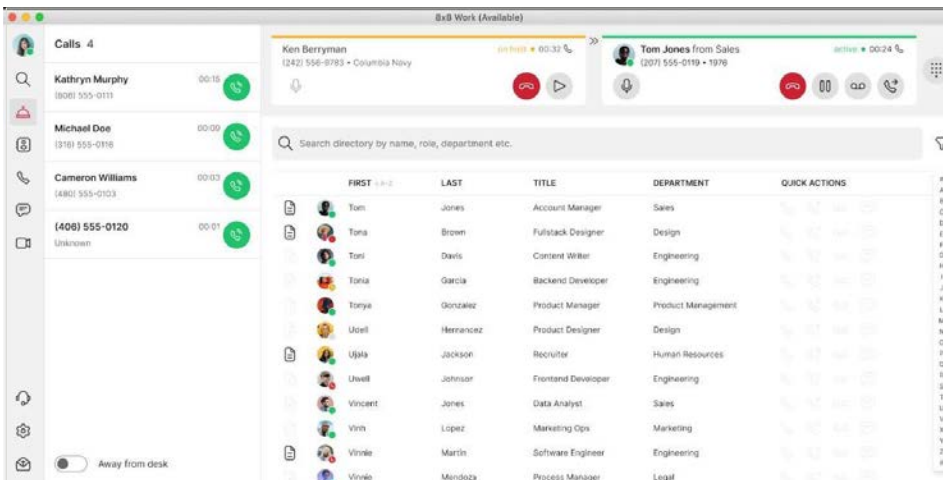 8x8 Work (Available)
Calls 4
Kathryn Murphy 00:15
(808) 555-0111
Michael Doe 00:09
(316) 555-0116
Cameron Williams 00:03
(480) 555-0103
(406) 555-0120 00:01
Unknown
Away from desk
Ken Berryman on hold • 00:32
(242) 556-9783 • Columbia Navy
Tom Jones from Sales active • 00:24
(207) 555-0119 • 1976
Search directory by name, role, department etc.
FIRST LAST TITLE DEPARTMENT QUICK ACTIONS
Tom Jones Account Manager Sales
Tona Brown Fullstack Designer Design
Toni Davis Content Writer Engineering
Tonia Garcia Backend Developer Engineering
Tonya Gonzalez Product Manager Product Management
Udell Hernancez Product Designer Design
Ujala Jackson Recruiter Human Resources
Uwell Johnson Frontend Developer Engineering
Vincent Jones Data Analyst Sales
Vinh Lopez Marketing Ops Marketing
Vinnie Martin Software Engineer Engineering
Vinnie Mendoza Process Manager Legal